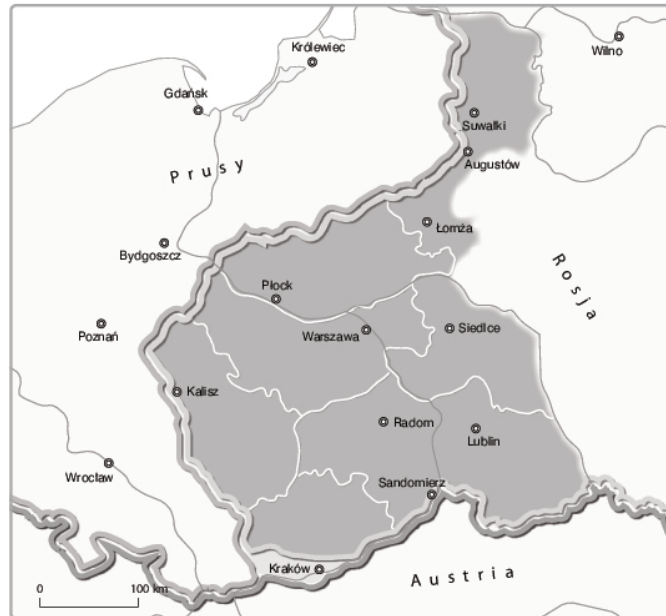 Królewiec
Wilno
Gdańsk
Suwałki
Augustów
Prusy
Łomża
Bydgoszcz
Rosja
Płock
Poznań
Warszawa
Siedlce
Kalisz
Radom
Lublin
Wrocław
Sandomierz
Kraków
Austria
0 100 km